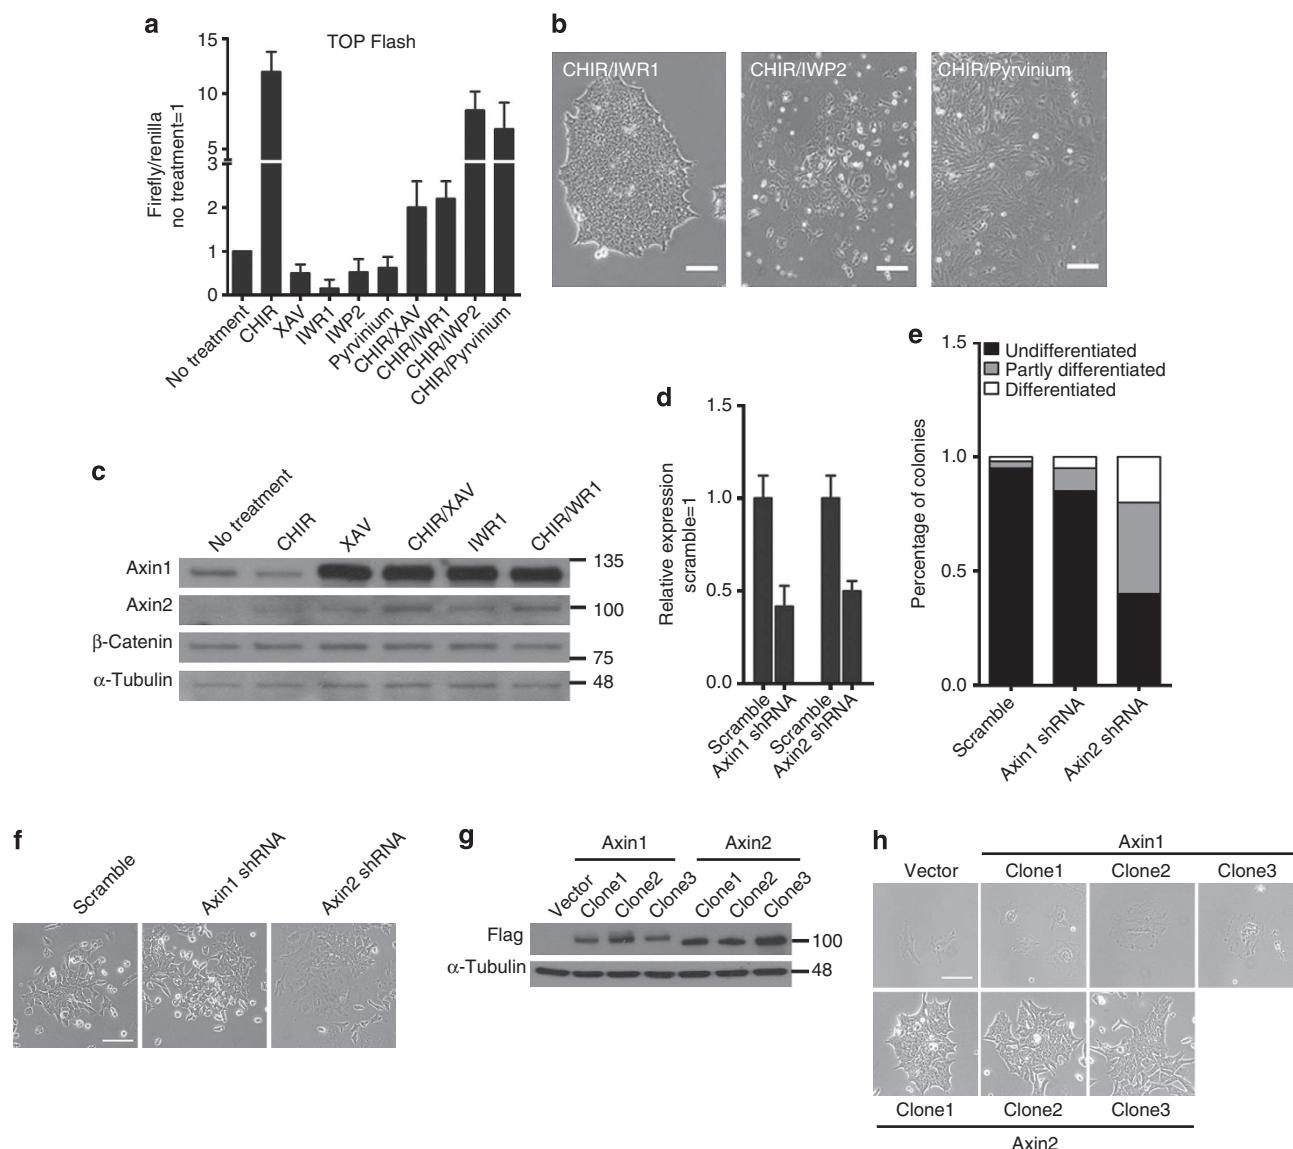 a
TOP Flash
Firefly/renilla
no treatment=1
15
10
5
3
2
1
0
No treatment
CHIR
XAV
IWR1
IWP2
Pyrvinium
CHIR/XAV
CHIR/IWR1
CHIR/IWP2
CHIR/Pyrvinium
b
CHIR/IWR1
CHIR/IWP2
CHIR/Pyrvinium
c
No treatment
CHIR
XAV
CHIR/XAV
IWR1
CHIR/WR1
Axin1
135
Axin2
100
β-Catenin
75
α-Tubulin
48
d
Relative expression
scramble=1
1.5
1.0
0.5
0.0
Scramble
Axin1 shRNA
Scramble
Axin2 shRNA
e
Percentage of colonies
1.5
1.0
0.5
0.0
Undifferentiated
Partly differentiated
Differentiated
Scramble
Axin1 shRNA
Axin2 shRNA
f
Scramble
Axin1 shRNA
Axin2 shRNA
g
Axin1
Axin2
Vector
Clone1
Clone2
Clone3
Clone1
Clone2
Clone3
Flag
100
α-Tubulin
48
h
Axin1
Vector
Clone1
Clone2
Clone3
Clone1
Clone2
Clone3
Axin2